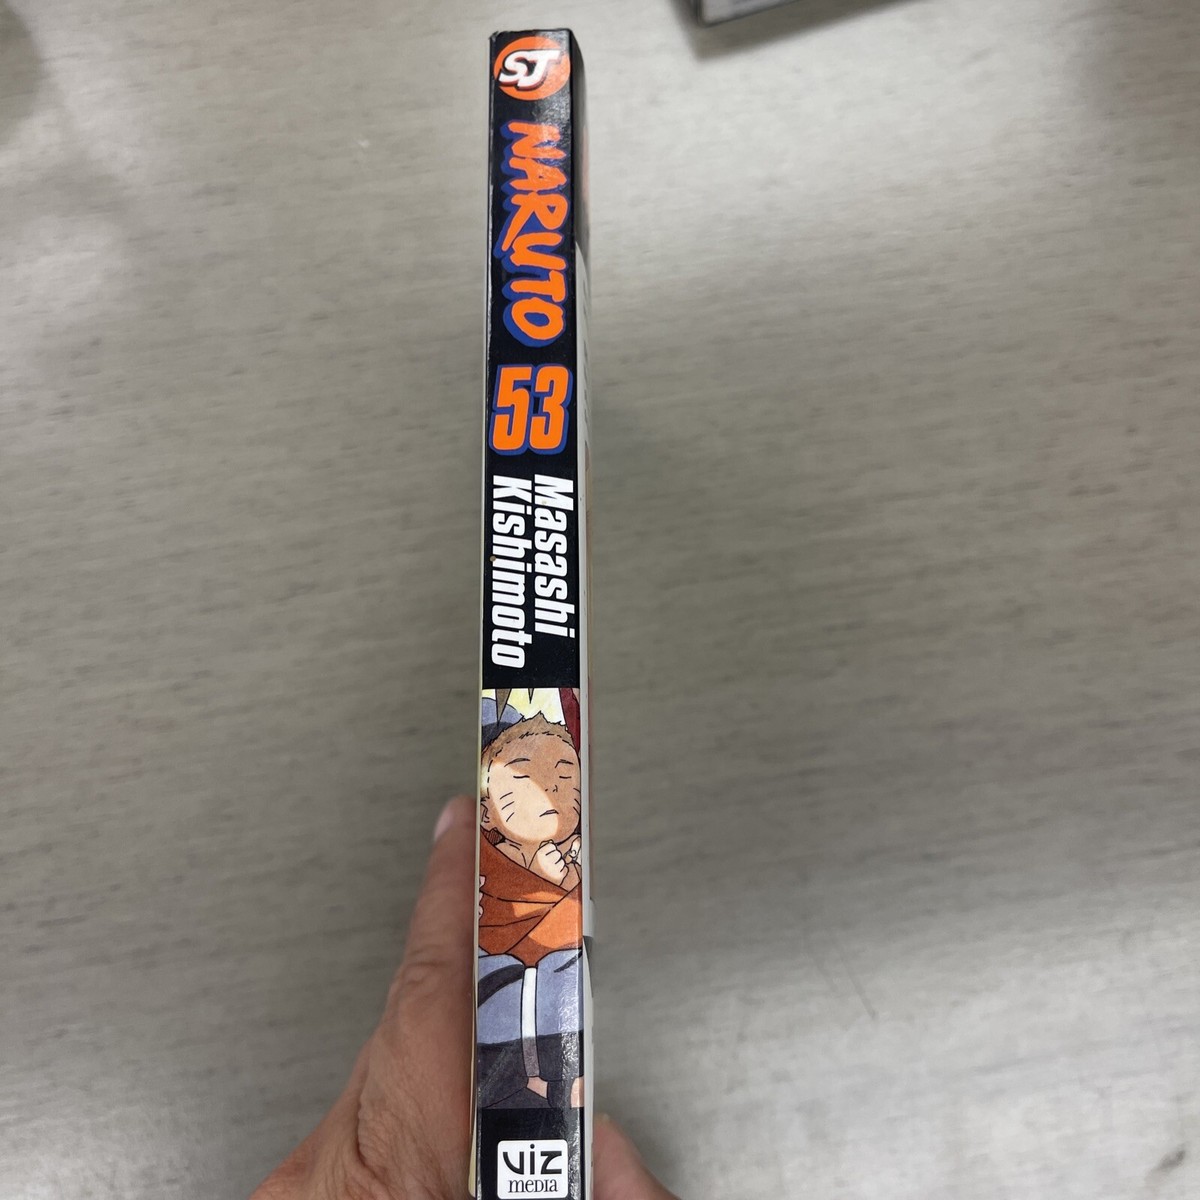 SJ
NARUTO
53
Masashi
Kishimoto
VIZ
MEDIA